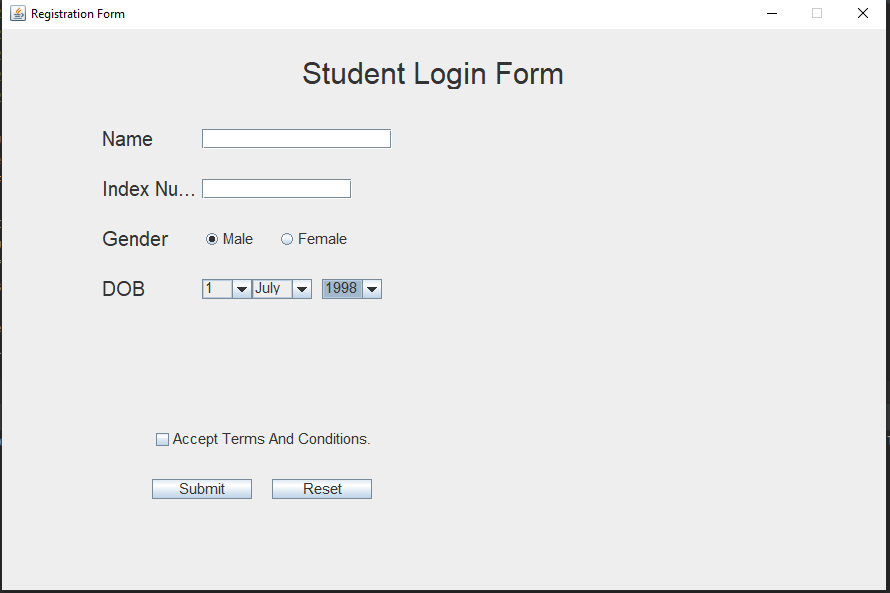 Registration Form
Student Login Form
Name
Index Nu...
Gender Male Female
DOB 1 July 1998
Accept Terms And Conditions.
Submit Reset